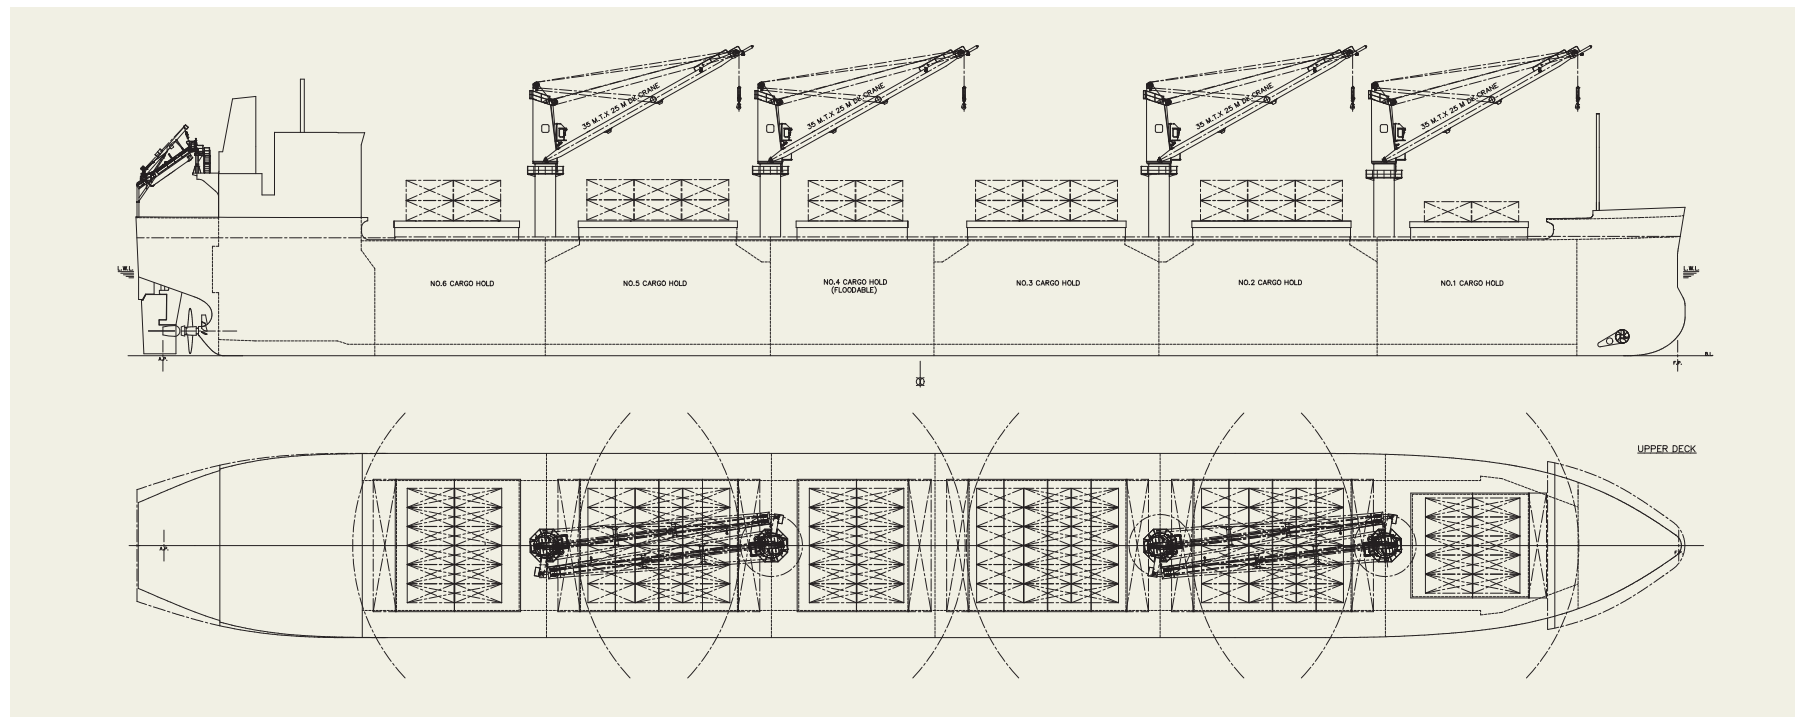 35 M.T.X 25 M DK CRANE
35 M.T.X 25 M DK CRANE
35 M.T.X 25 M DK CRANE
35 M.T.X 25 M DK CRANE
L.W.L. L.W.L.
NO.6 CARGO HOLD
NO.5 CARGO HOLD
NO.4 CARGO HOLD
(FLOODABLE)
NO.3 CARGO HOLD
NO.2 CARGO HOLD
NO.1 CARGO HOLD
A.P.
F.P.
B.L.
UPPER DECK
A.P.